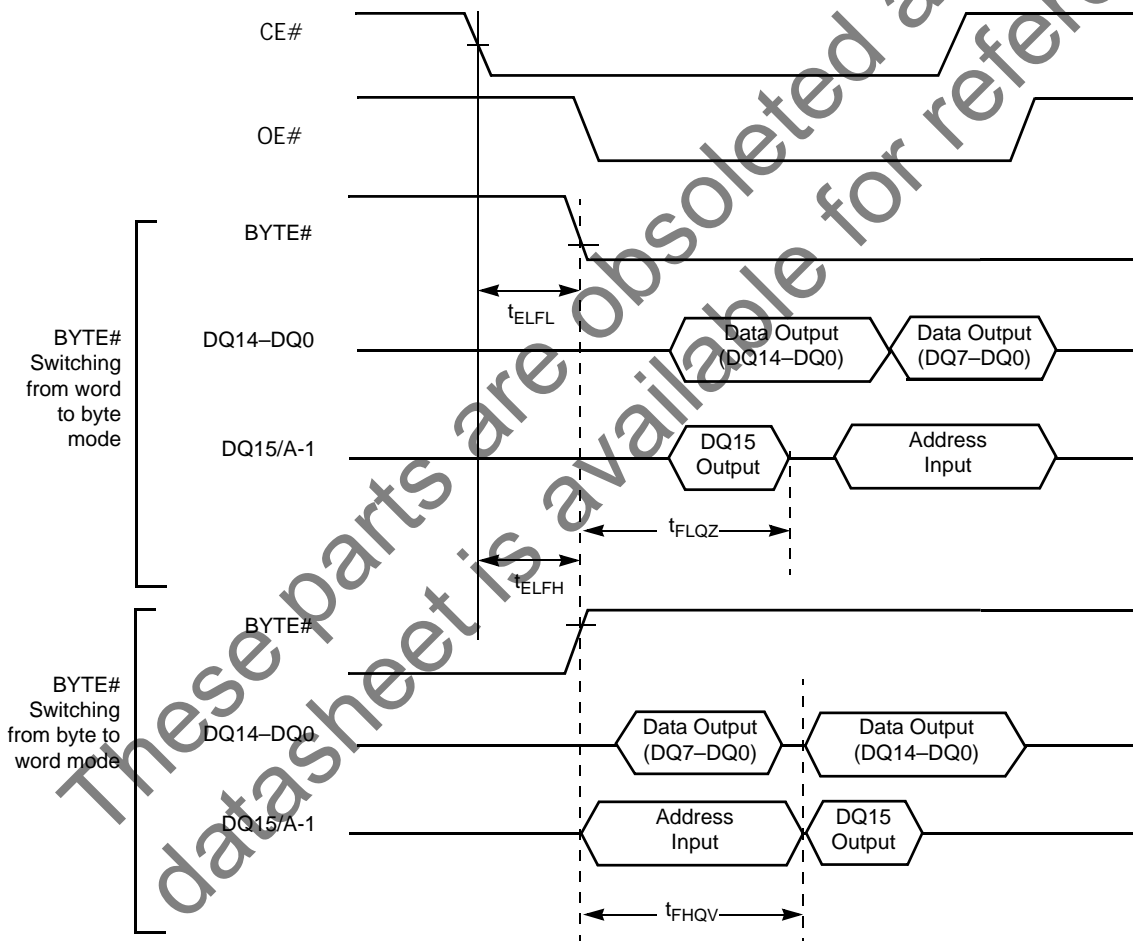 CE#
OE#
BYTE#
tELFL
BYTE#
Switching
from word
to byte
mode
DQ14–DQ0
Data Output
(DQ14–DQ0)
Data Output
(DQ7–DQ0)
DQ15/A-1
DQ15
Output
Address
Input
tFLQZ
tELFH
BYTE#
BYTE#
Switching
from byte to
word mode
DQ14–DQ0
Data Output
(DQ7–DQ0)
Data Output
(DQ14–DQ0)
DQ15/A-1
Address
Input
DQ15
Output
tFHQV
These parts are obsoleted
datasheet is available for